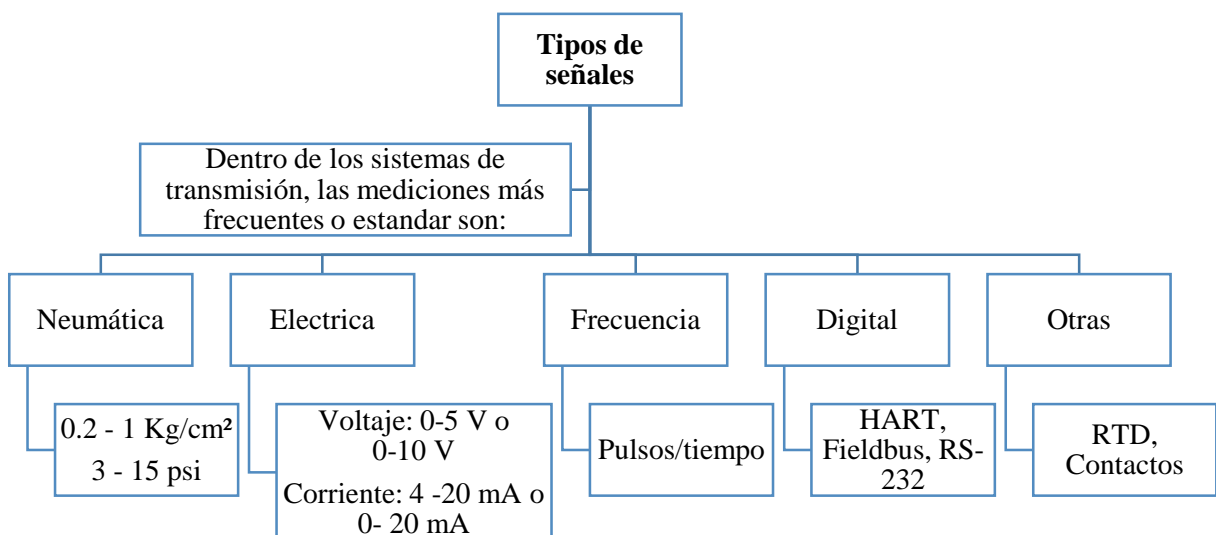 Tipos de
señales
Dentro de los sistemas de
transmisión, las mediciones más
frecuentes o estandar son:
Neumática
Electrica
Frecuencia
Digital
Otras
0.2 - 1 Kg/cm²
3 - 15 psi
Voltaje: 0-5 V o
0-10 V
Corriente: 4 -20 mA o
0- 20 mA
Pulsos/tiempo
HART,
Fieldbus, RS-
232
RTD,
Contactos